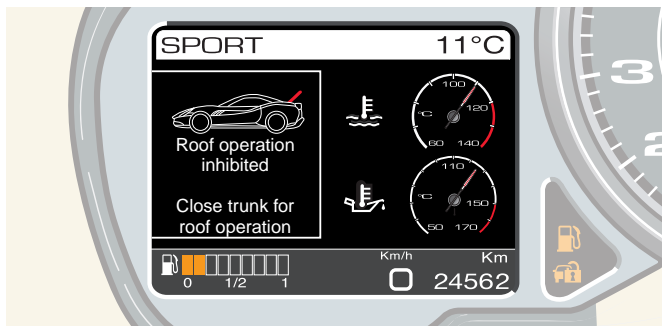 SPORT 11°C
Roof operation
inhibited
Close trunk for
roof operation
°C 60 100 120 140
°C 50 110 150 170
0 1/2 1
Km/h 0
Km 24562
3
2